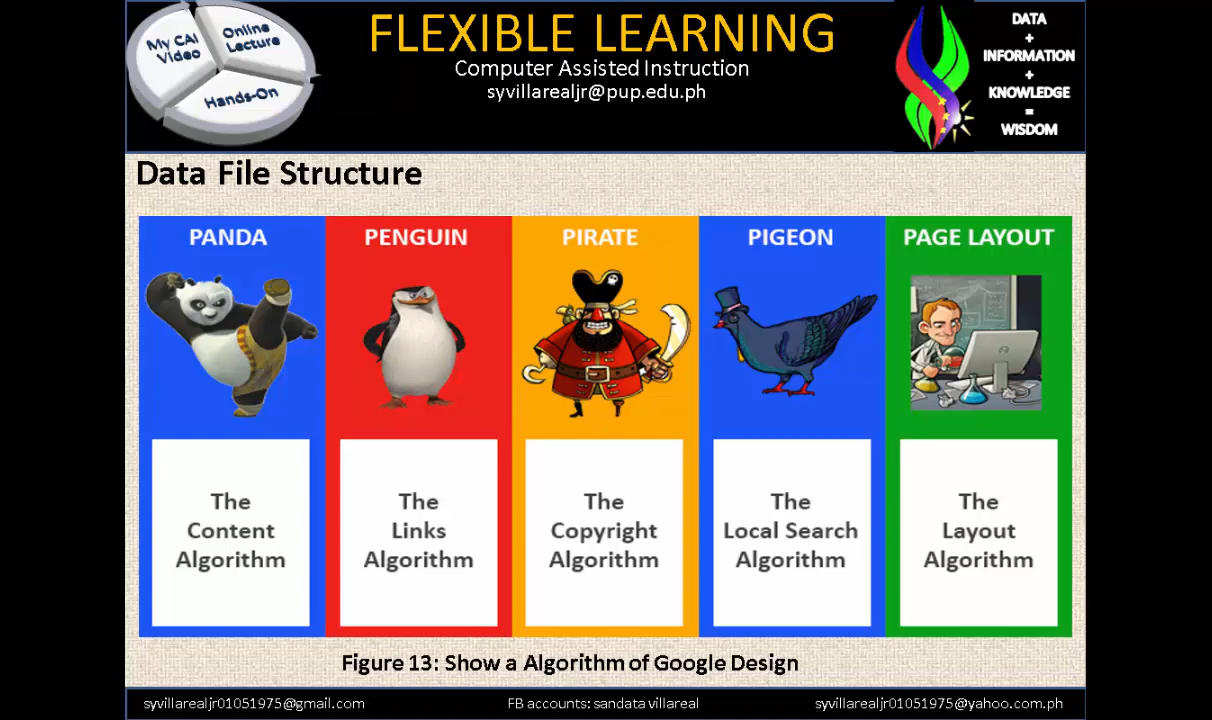 My CAI
Video
Online
Lecture
Hands-On
FLEXIBLE LEARNING
Computer Assisted Instruction
syvillarealjr@pup.edu.ph
DATA
+
INFORMATION
+
KNOWLEDGE
=
WISDOM
Data File Structure
PANDA
The
Content
Algorithm
PENGUIN
The
Links
Algorithm
PIRATE
The
Copyright
Algorithm
PIGEON
The
Local Search
Algorithm
PAGE LAYOUT
The
Layout
Algorithm
Figure 13: Show a Algorithm of Google Design
syvillarealjr01051975@gmail.com
FB accounts: sandata villareal
syvillarealjr01051975@yahoo.com.ph